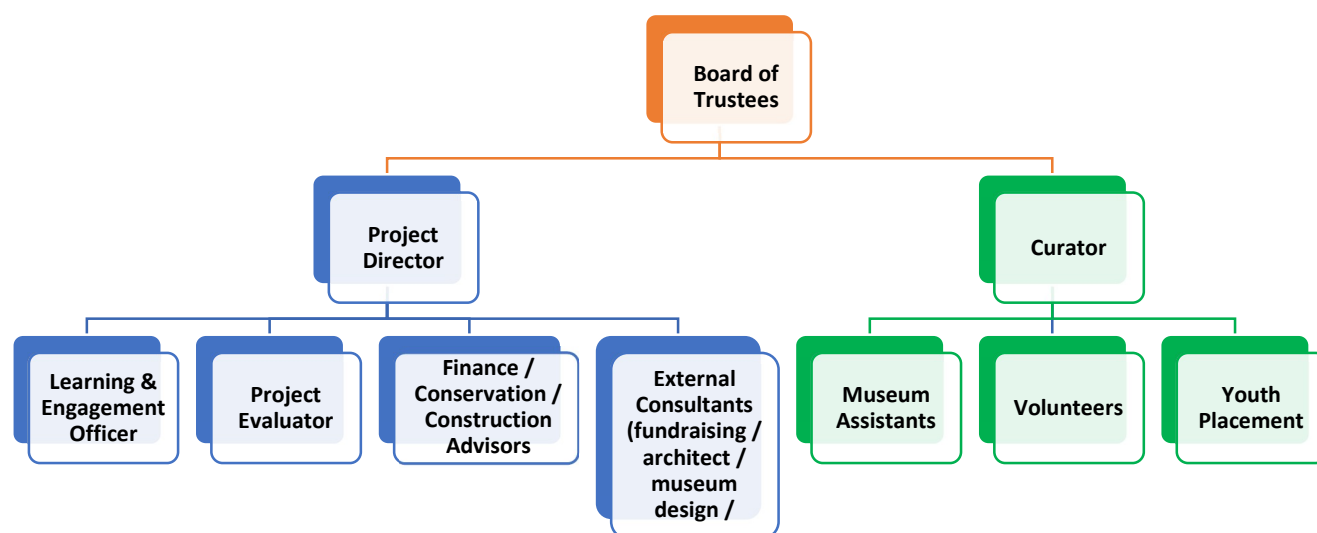 Board of
Trustees
Project
Director
Curator
Learning &
Engagement
Officer
Project
Evaluator
Finance /
Conservation /
Construction
Advisors
External
Consultants
(fundraising /
architect /
museum
design /
Museum
Assistants
Volunteers
Youth
Placement